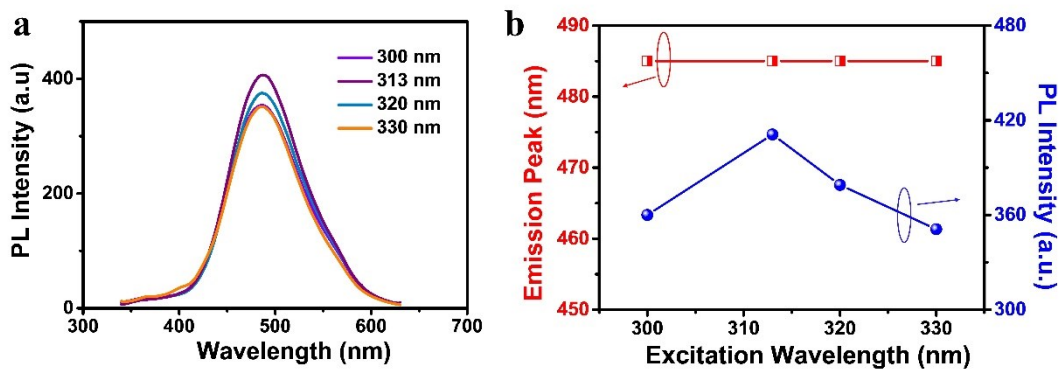 a
PL Intensity (a.u)
400
200
0
300 nm
313 nm
320 nm
330 nm
300 400 500 600 700
Wavelength (nm)
b
Emission Peak (nm)
490
480
470
460
450
480
420
360
300
PL Intensity (a.u.)
300 310 320 330
Excitation Wavelength (nm)